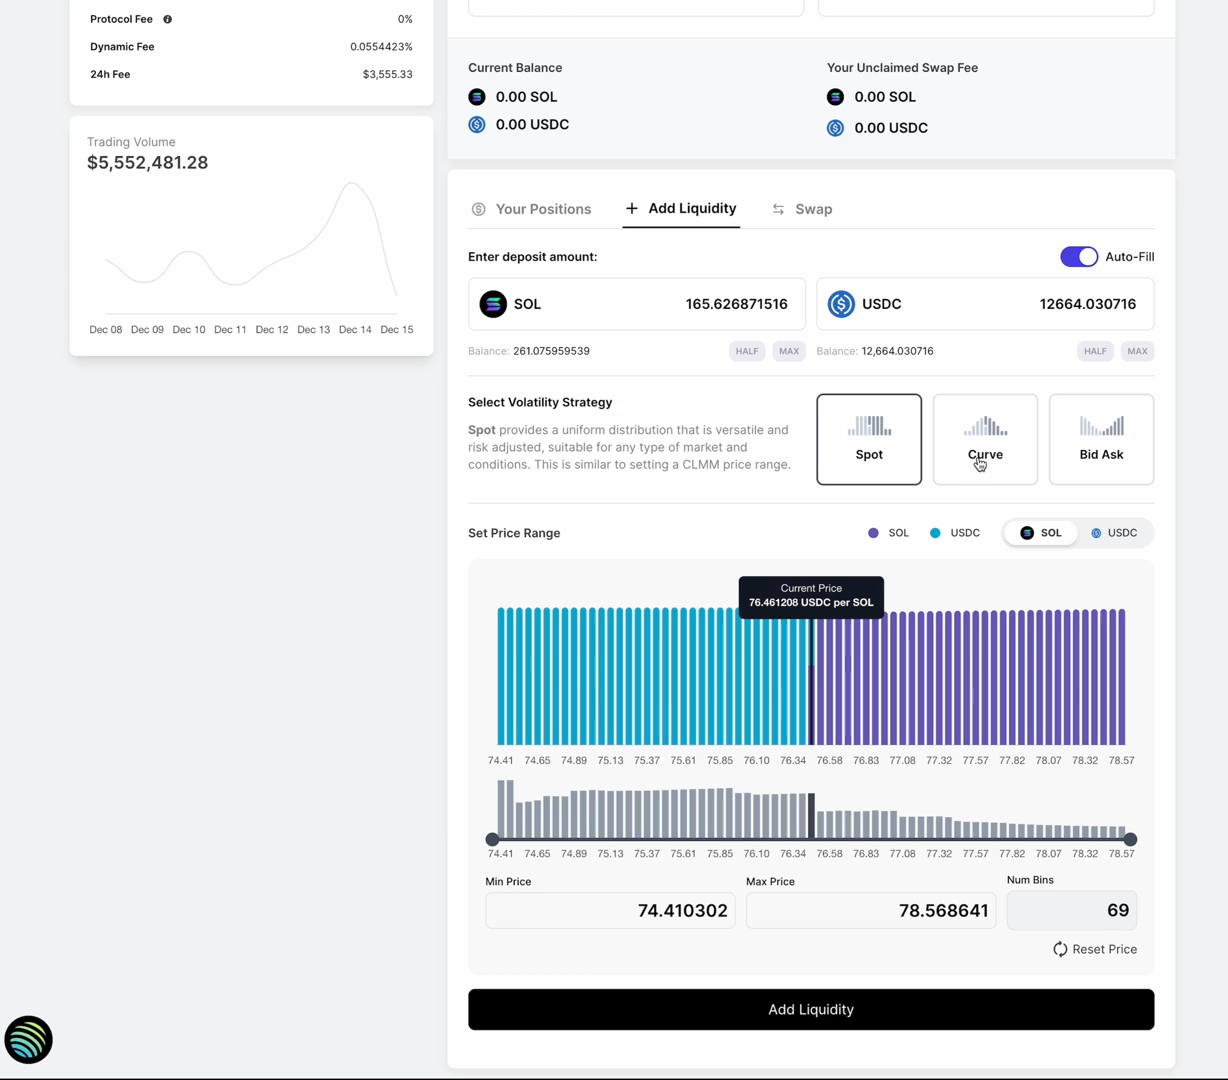 Protocol Fee 0%
Dynamic Fee 0.0554423%
24h Fee $3,555.33
Trading Volume
$5,552,481.28
Dec 08 Dec 09 Dec 10 Dec 11 Dec 12 Dec 13 Dec 14 Dec 15
Current Balance
0.00 SOL
0.00 USDC
Your Unclaimed Swap Fee
0.00 SOL
0.00 USDC
Your Positions + Add Liquidity Swap
Enter deposit amount: Auto-Fill
SOL 165.626871516 USDC 12664.030716
Balance: 261.075959539 HALF MAX Balance: 12,664.030716 HALF MAX
Select Volatility Strategy
Spot provides a uniform distribution that is versatile and
risk adjusted, suitable for any type of market and
conditions. This is similar to setting a CLMM price range.
Spot Curve Bid Ask
Set Price Range SOL USDC SOL USDC
Current Price
76.461208 USDC per SOL
74.41 74.65 74.89 75.13 75.37 75.61 75.85 76.10 76.34 76.58 76.83 77.08 77.32 77.57 77.82 78.07 78.32 78.57
74.41 74.65 74.89 75.13 75.37 75.61 75.85 76.10 76.34 76.58 76.83 77.08 77.32 77.57 77.82 78.07 78.32 78.57
Min Price Max Price Num Bins
74.410302 78.568641 69
Reset Price
Add Liquidity